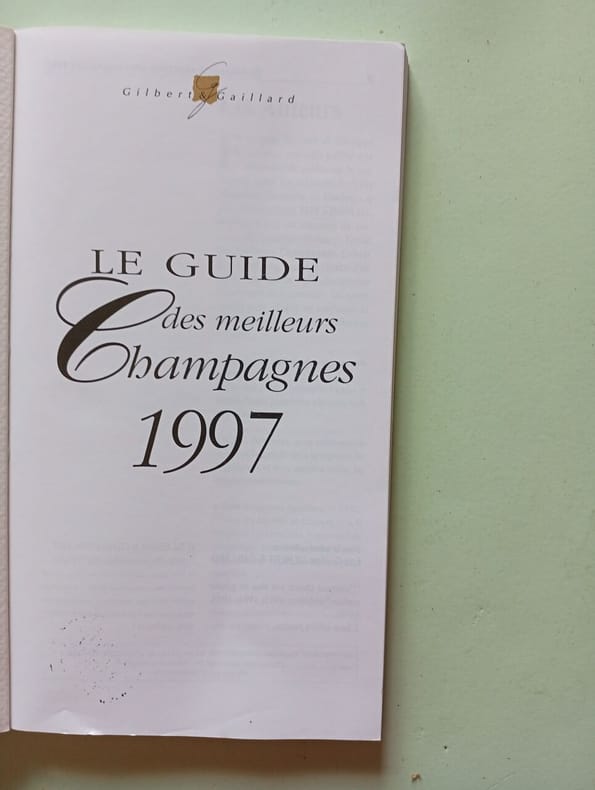 Gilbert & Gaillard
LE GUIDE
des meilleurs
Champagnes
1997